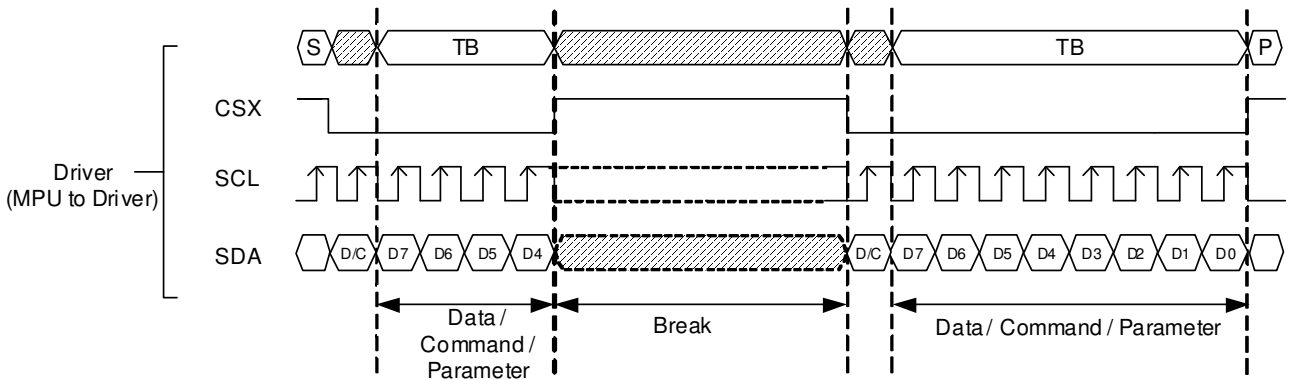 S TB TB P
CSX
Driver
(MPU to Driver)
SCL
SDA D/C D7 D6 D5 D4 D/C D7 D6 D5 D4 D3 D2 D1 D0
Data / Command / Parameter
Break
Data / Command / Parameter